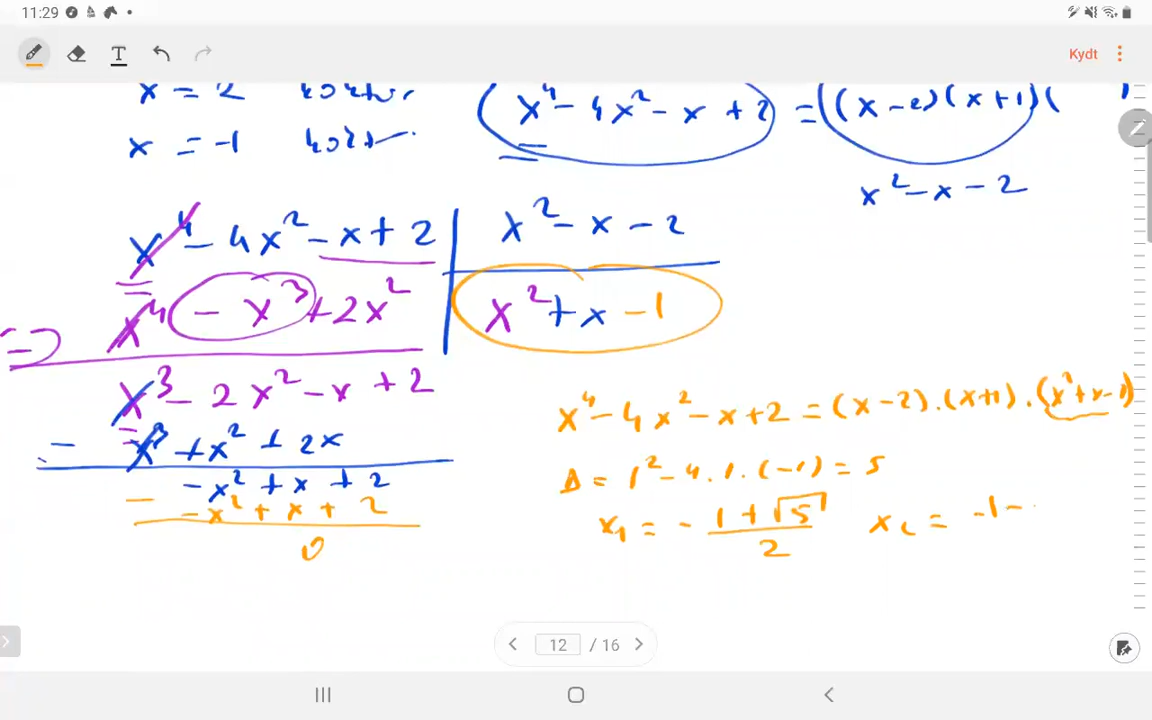 11:29
Kydt
x = 2 köktür
x⁴ - 4x² - x + 2 = (x-2)(x+1)(
x = -1 köktür.
x² - x - 2
x⁴ - 4x² - x + 2 | x² - x - 2
x⁴ - x³ + 2x² | x² + x - 1
x³ - 2x² - x + 2
x⁴ - 4x² - x + 2 = (x-2).(x+1).(x²+x-1)
- x³ + x² + 2x
Δ = 1² - 4.1.(-1) = 5
-x² + x + 2
- -x² + x + 2
x₁ = - 1+√5 / 2 x₂ = -1-
0
12 / 16